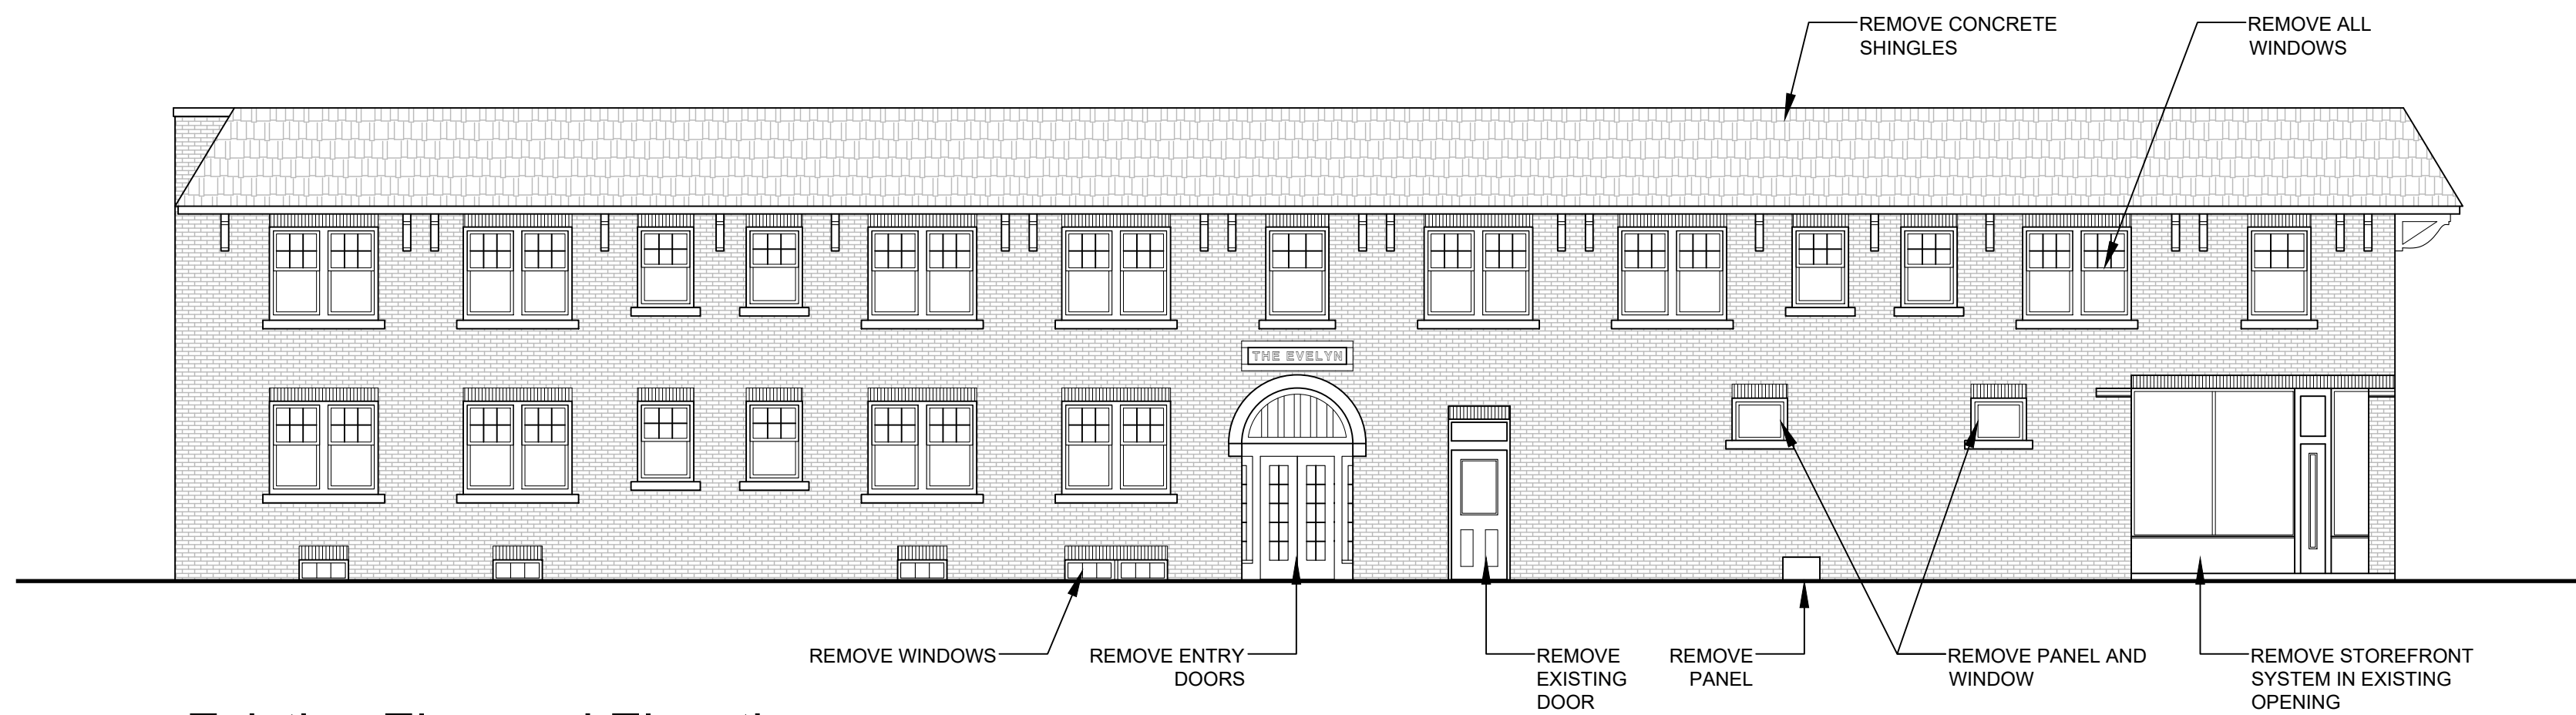 REMOVE CONCRETE
SHINGLES
REMOVE ALL
WINDOWS
THE EVELYN
REMOVE WINDOWS
REMOVE ENTRY
DOORS
REMOVE
EXISTING
DOOR
REMOVE
PANEL
REMOVE PANEL AND
WINDOW
REMOVE STOREFRONT
SYSTEM IN EXISTING
OPENING